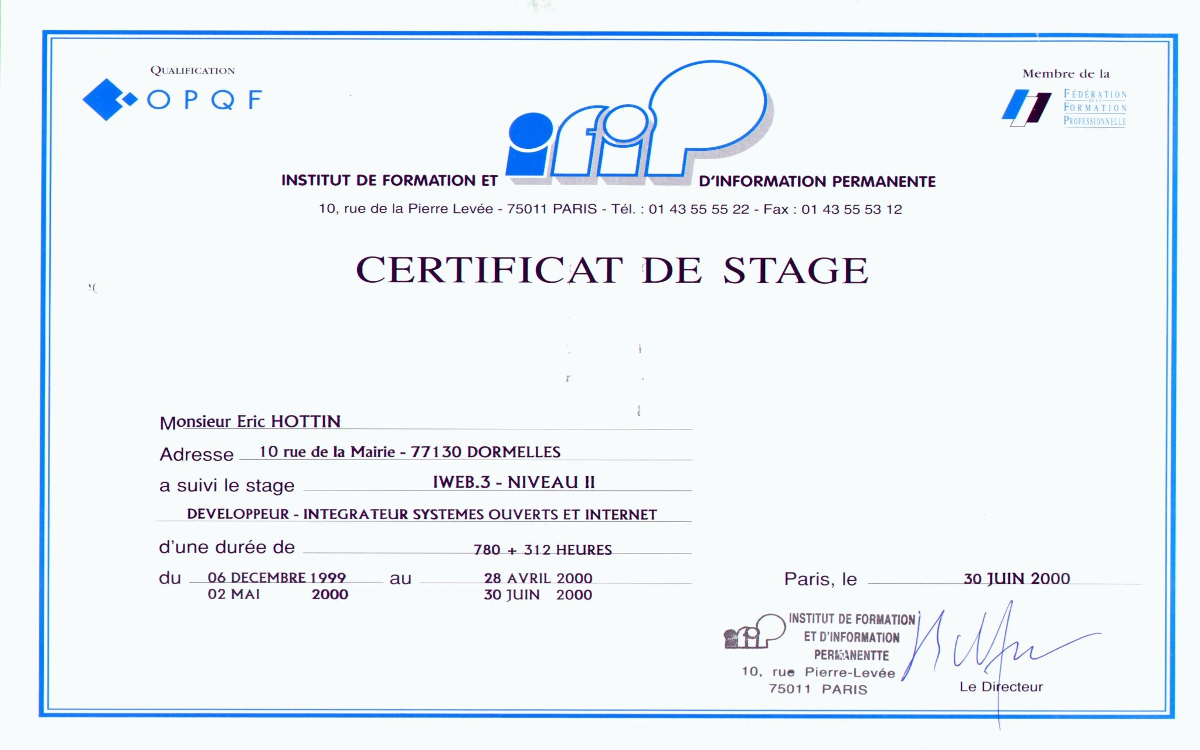 QUALIFICATION
OPQF
ifip
Membre de la
FÉDÉRATION
DE LA
FORMATION
PROFESSIONNELLE
INSTITUT DE FORMATION ET D'INFORMATION PERMANENTE
10, rue de la Pierre Levée - 75011 PARIS - Tél. : 01 43 55 55 22 - Fax : 01 43 55 53 12
CERTIFICAT DE STAGE
Monsieur Eric HOTTIN
Adresse 10 rue de la Mairie - 77130 DORMELLES
a suivi le stage IWEB.3 - NIVEAU II
DEVELOPPEUR - INTEGRATEUR SYSTEMES OUVERTS ET INTERNET
d'une durée de 780 + 312 HEURES
du 06 DECEMBRE 1999 au 28 AVRIL 2000
02 MAI 2000 30 JUIN 2000
Paris, le 30 JUIN 2000
ifip
INSTITUT DE FORMATION
ET D'INFORMATION
PERMANENTTE
10, rue Pierre-Levée
75011 PARIS
Le Directeur